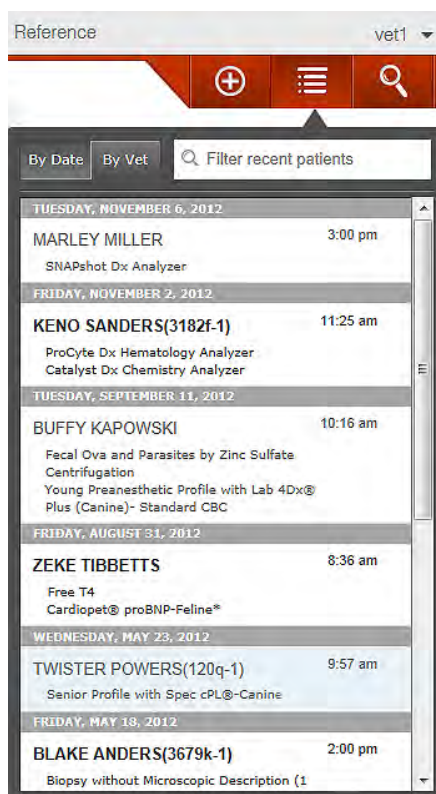 Reference vet1
By Date By Vet Filter recent patients
TUESDAY, NOVEMBER 6, 2012
MARLEY MILLER 3:00 pm
SNAPshot Dx Analyzer
FRIDAY, NOVEMBER 2, 2012
KENO SANDERS(3182f-1) 11:25 am
ProCyte Dx Hematology Analyzer
Catalyst Dx Chemistry Analyzer
TUESDAY, SEPTEMBER 11, 2012
BUFFY KAPOWSKI 10:16 am
Fecal Ova and Parasites by Zinc Sulfate
Centrifugation
Young Preanesthetic Profile with Lab 4Dx®
Plus (Canine)- Standard CBC
FRIDAY, AUGUST 31, 2012
ZEKE TIBBETTS 8:36 am
Free T4
Cardiopet® proBNP-Feline*
WEDNESDAY, MAY 23, 2012
TWISTER POWERS(120q-1) 9:57 am
Senior Profile with Spec cPL®-Canine
FRIDAY, MAY 18, 2012
BLAKE ANDERS(3679k-1) 2:00 pm
Biopsy without Microscopic Description (1